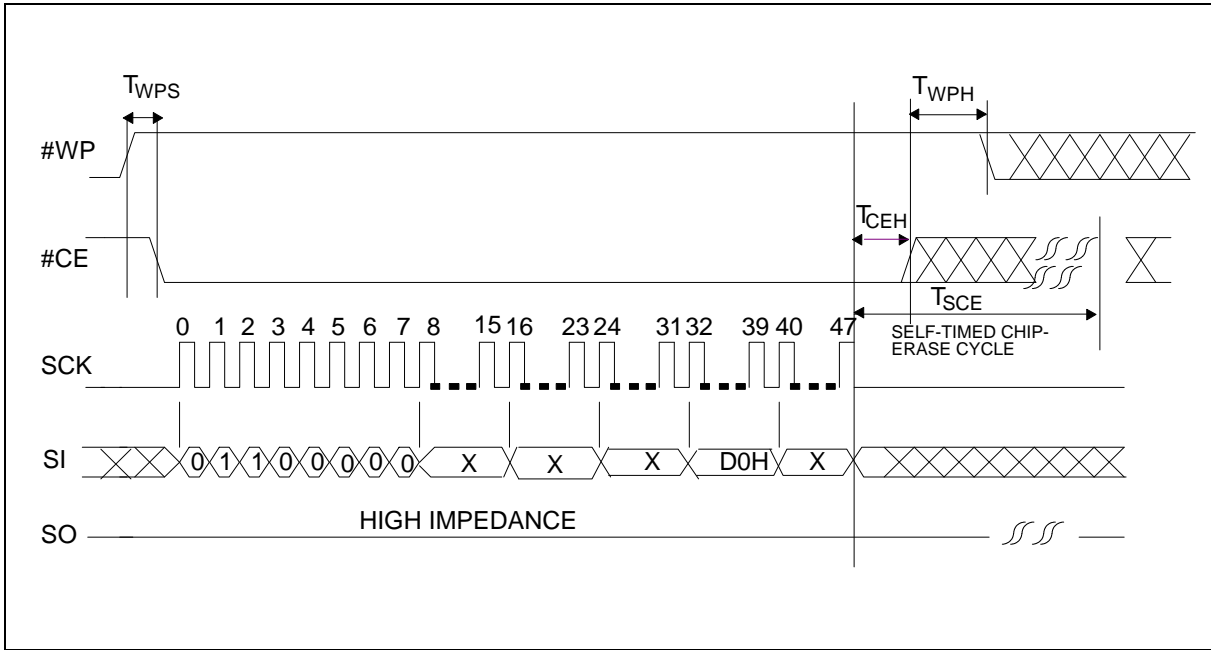 TWPS
TWPH
#WP
TCEH
#CE
TSCE
0 1 2 3 4 5 6 7 8 15 16 23 24 31 32 39 40 47
SELF-TIMED CHIP-
ERASE CYCLE
SCK
SI 0 1 1 0 0 0 0 0 X X X D0H X
HIGH IMPEDANCE
SO